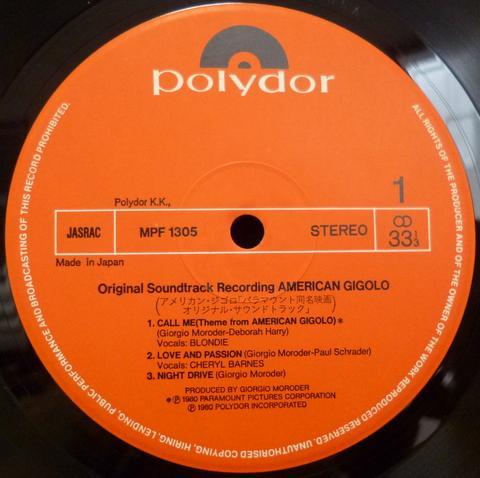 polydor
Polydor K.K.,
1
JASRAC
MPF 1305
STEREO
33 1/3
Made in Japan
Original Soundtrack Recording AMERICAN GIGOLO
(アメリカン・ジゴロ「パラマウント同名映画
オリジナル・サウンドトラック」)
1. CALL ME(Theme from AMERICAN GIGOLO)*
(Giorgio Moroder-Deborah Harry)
Vocals: BLONDIE
2. LOVE AND PASSION (Giorgio Moroder-Paul Schrader)
Vocals: CHERYL BARNES
3. NIGHT DRIVE (Giorgio Moroder)
PRODUCED BY GIORGIO MORODER
*Ⓟ 1980 PARAMOUNT PICTURES CORPORATION
Ⓟ 1980 POLYDOR INCORPORATED
ALL RIGHTS OF THE PRODUCER AND OF THE OWNER OF THE WORK REPRODUCED RESERVED. UNAUTHORISED COPYING, HIRING, LENDING, PUBLIC PERFORMANCE AND BROADCASTING OF THIS RECORD PROHIBITED.